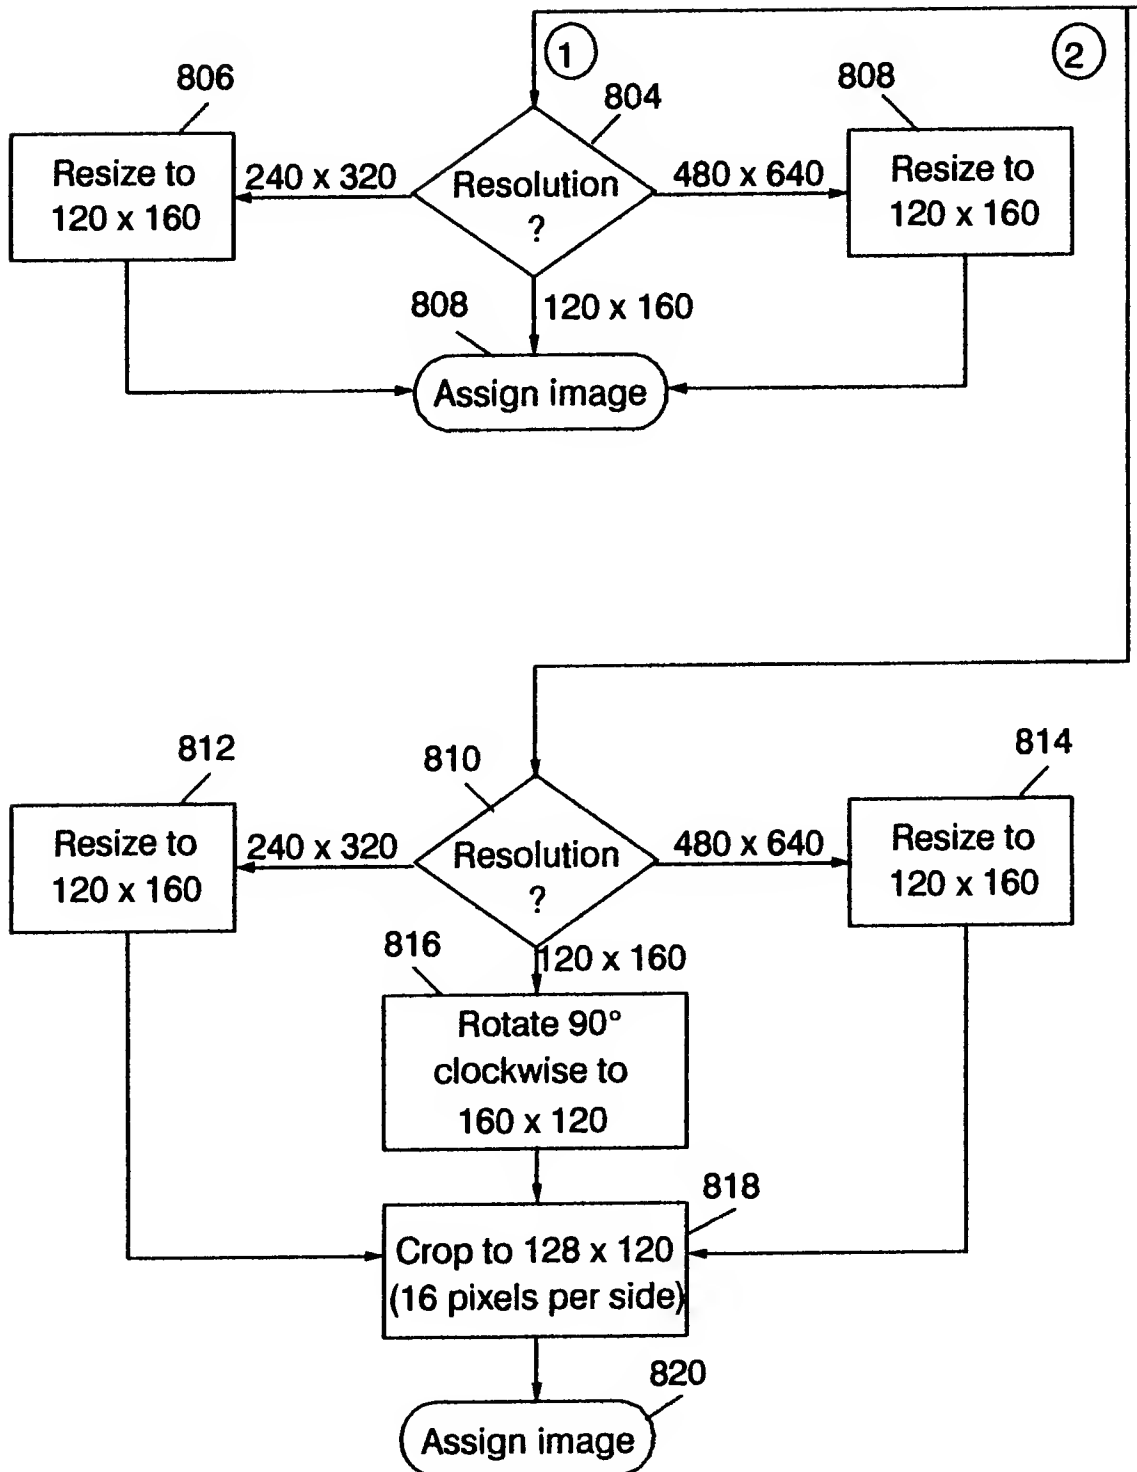 1
2
806
804
808
Resize to
120 x 160
240 x 320
Resolution
?
480 x 640
Resize to
120 x 160
808
120 x 160
Assign image
812
810
814
Resize to
120 x 160
240 x 320
Resolution
?
480 x 640
Resize to
120 x 160
816
120 x 160
Rotate 90°
clockwise to
160 x 120
818
Crop to 128 x 120
(16 pixels per side)
820
Assign image